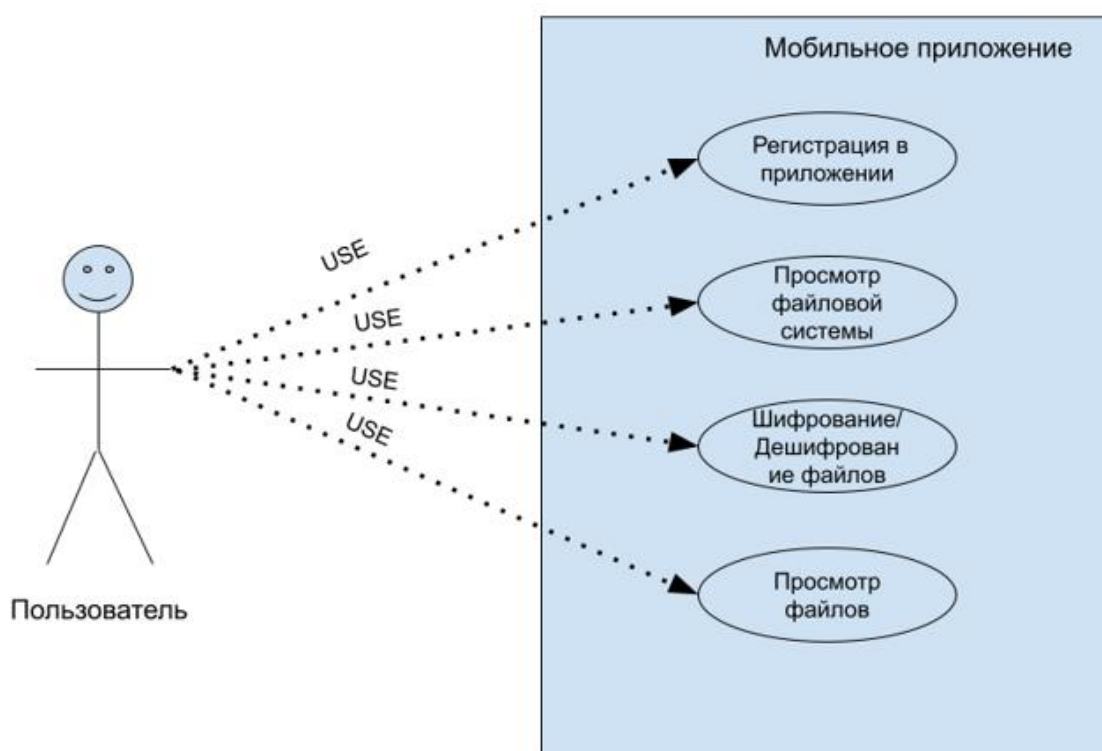 Мобильное приложение
Регистрация в
приложении
USE
Просмотр
файловой
системы
USE
USE
Шифрование/
Дешифрован
ие файлов
USE
Просмотр
файлов
Пользователь